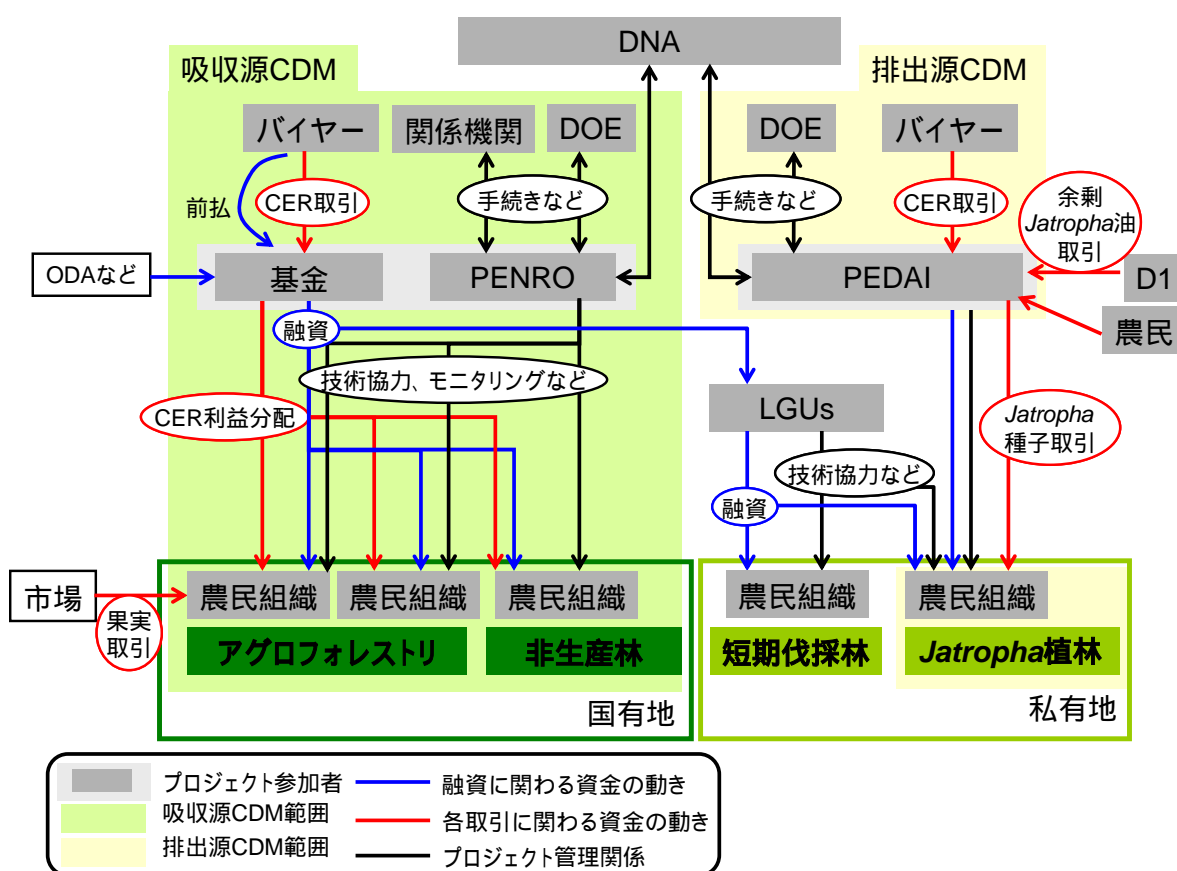 DNA
吸収源CDM
排出源CDM
バイヤー
関係機関
DOE
DOE
バイヤー
前払
CER取引
手続きなど
手続きなど
CER取引
余剰
Jatropha油
取引
ODAなど
基金
PENRO
PEDAI
D1
農民
融資
技術協力、モニタリングなど
LGUs
CER利益分配
Jatropha
種子取引
技術協力など
融資
市場
果実
取引
農民組織
農民組織
農民組織
農民組織
農民組織
アグロフォレストリ
非生産林
短期伐採林
Jatropha植林
国有地
私有地
プロジェクト参加者
吸収源CDM範囲
排出源CDM範囲
融資に関わる資金の動き
各取引に関わる資金の動き
プロジェクト管理関係